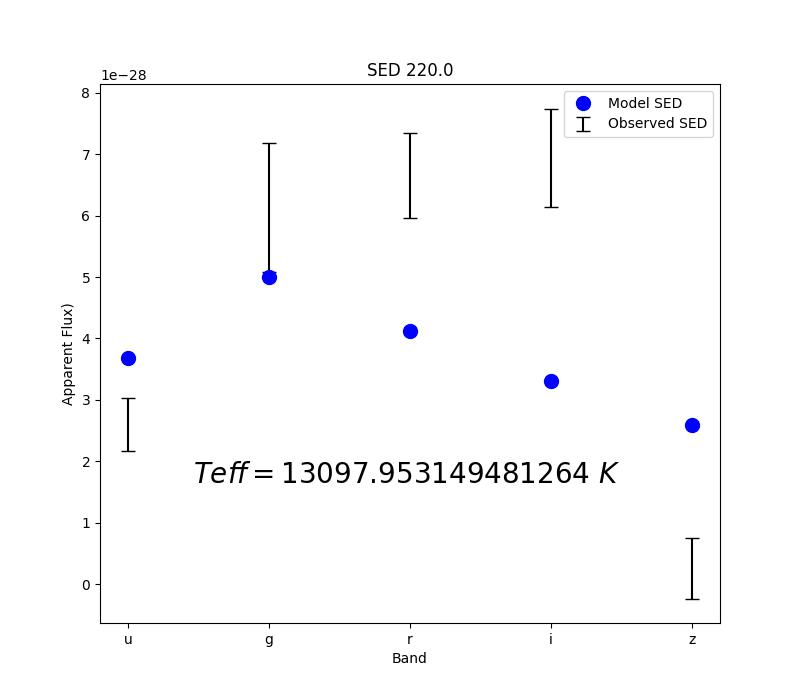 SED 220.0
1e−28
Model SED
Observed SED
8
7
6
5
4
3
2
1
0
Apparent Flux)
Teff = 13097.953149481264 K
u g r i z
Band